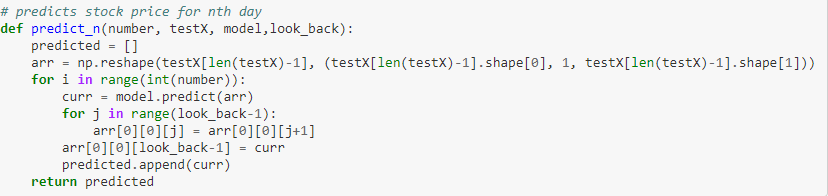 # predicts stock price for nth day
def predict_n(number, testX, model,look_back):
    predicted = []
    arr = np.reshape(testX[len(testX)-1], (testX[len(testX)-1].shape[0], 1, testX[len(testX)-1].shape[1]))
    for i in range(int(number)):
        curr = model.predict(arr)
        for j in range(look_back-1):
            arr[0][0][j] = arr[0][0][j+1]
        arr[0][0][look_back-1] = curr
        predicted.append(curr)
    return predicted